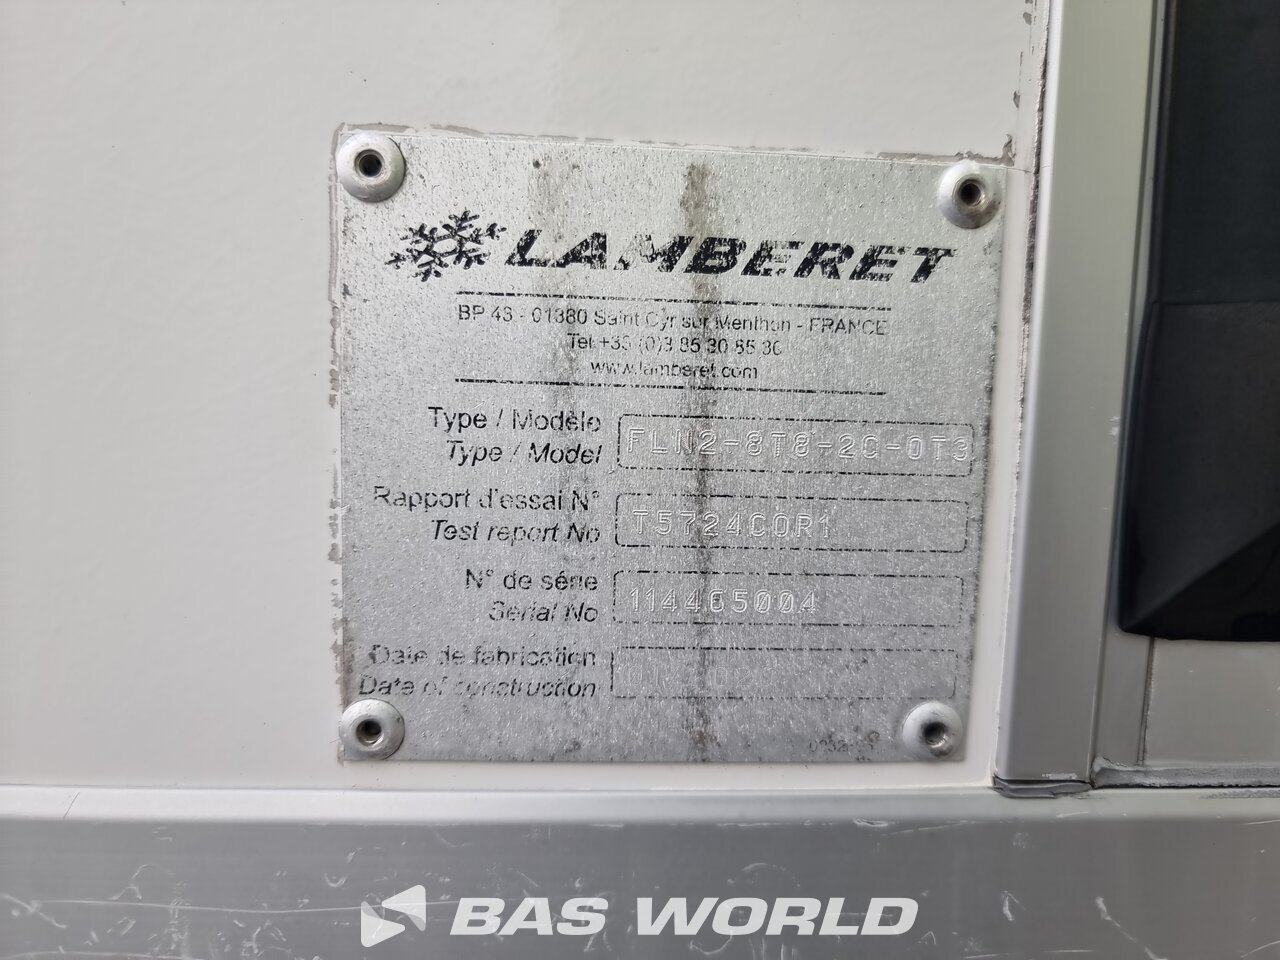 LAMBERET
BP 43 - 01380 Saint Cyr sur Menthon - FRANCE
Tel +33 (0)3 85 30 85 30
www.lamberet.com
Type / Modèle
Type / Model
FLN2-8T8-2C-0T3
Rapport d'essai N°
Test report No
T5724COR1
N° de série
Serial No
114465004
Date de fabrication
Date of construction
BAS WORLD